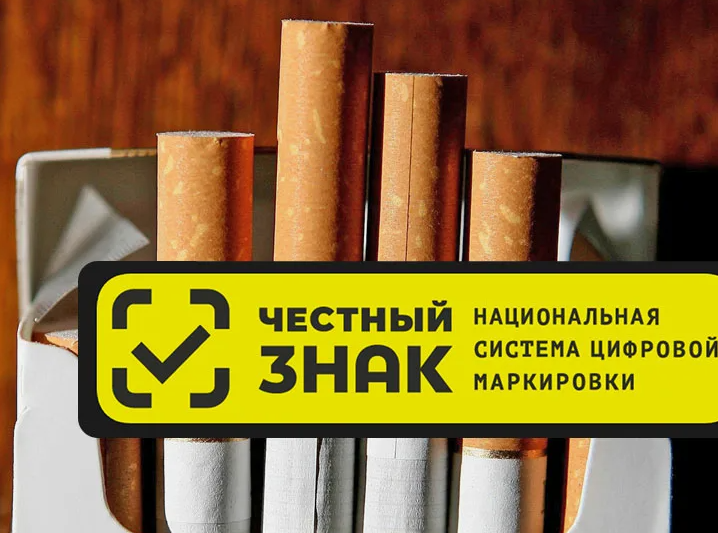 ЧЕСТНЫЙ
ЗНАК
НАЦИОНАЛЬНАЯ
СИСТЕМА ЦИФРОВОЙ
МАРКИРОВКИ